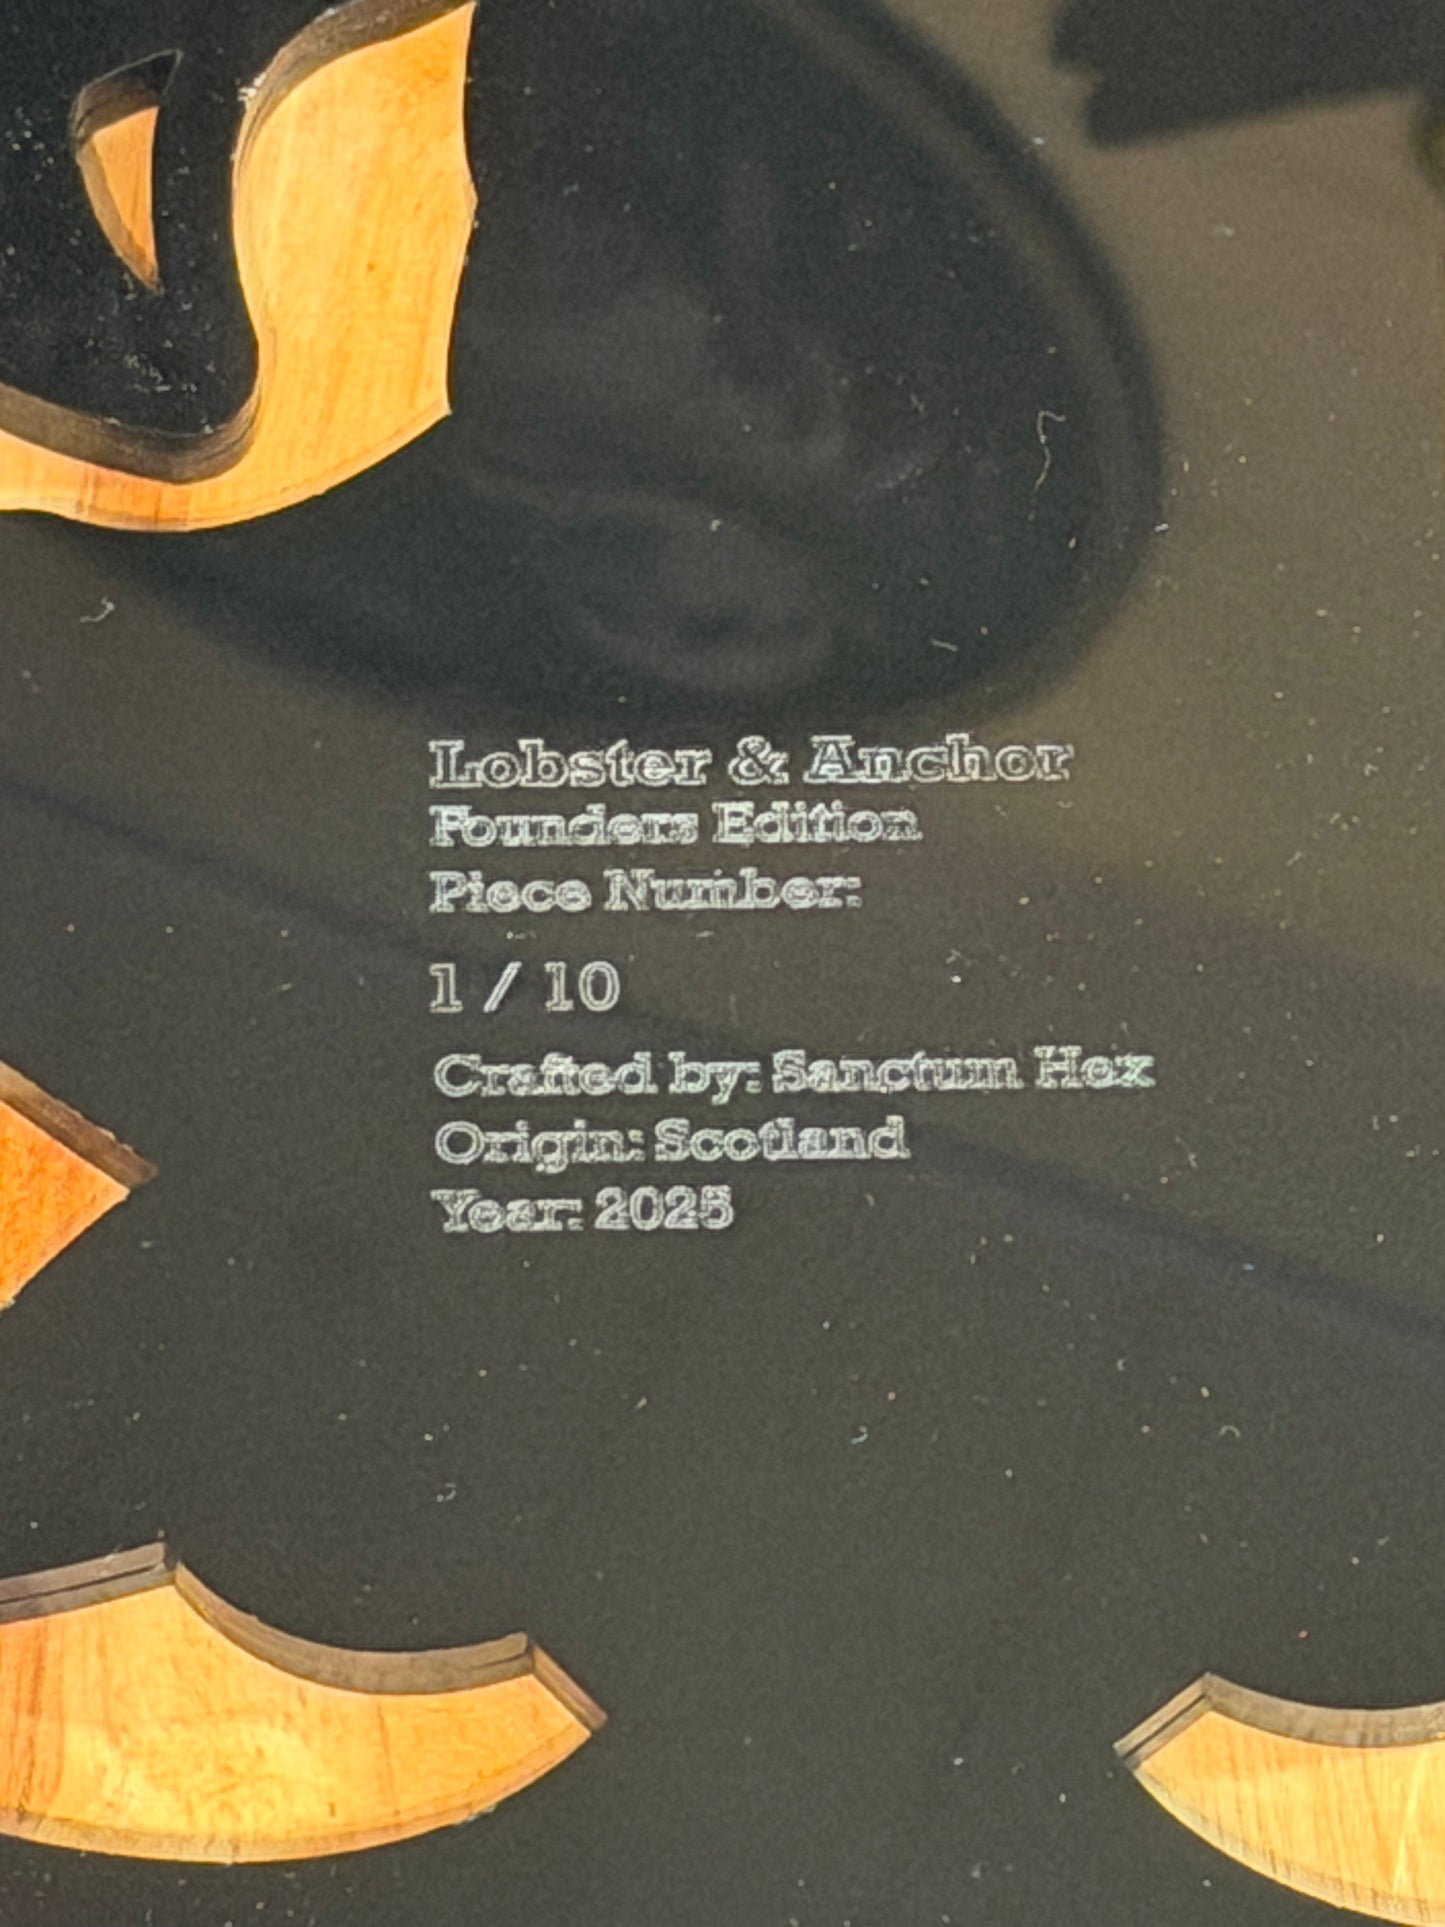 Lobster & Anchor
Founders Edition
Piece Number:
1 / 10
Crafted by: Sanctum Hex
Origin: Scotland
Year: 2025